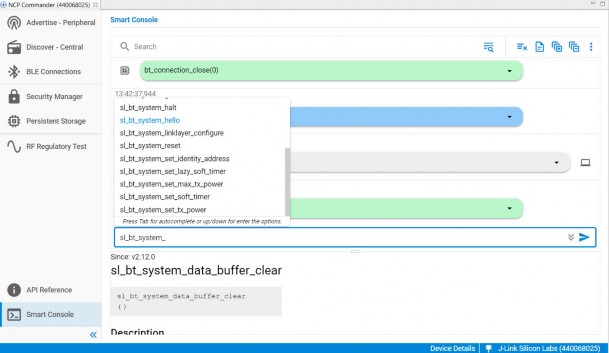 NCP Commander (440068025)
Advertise - Peripheral
Discover - Central
BLE Connections
Security Manager
Persistent Storage
RF Regulatory Test
API Reference
Smart Console
Smart Console
Search
bt_connection_close(0)
13:42:37,944
sl_bt_system_halt
sl_bt_system_hello
sl_bt_system_linklayer_configure
sl_bt_system_reset
sl_bt_system_set_identity_address
sl_bt_system_set_lazy_soft_timer
sl_bt_system_set_max_tx_power
sl_bt_system_set_soft_timer
sl_bt_system_set_tx_power
Press Tab for autocomplete or up/down for enter the options.
sl_bt_system_
Since: v2.12.0
sl_bt_system_data_buffer_clear
sl_bt_system_data_buffer_clear
()
Description
Device Details
J-Link Silicon Labs (440068025)